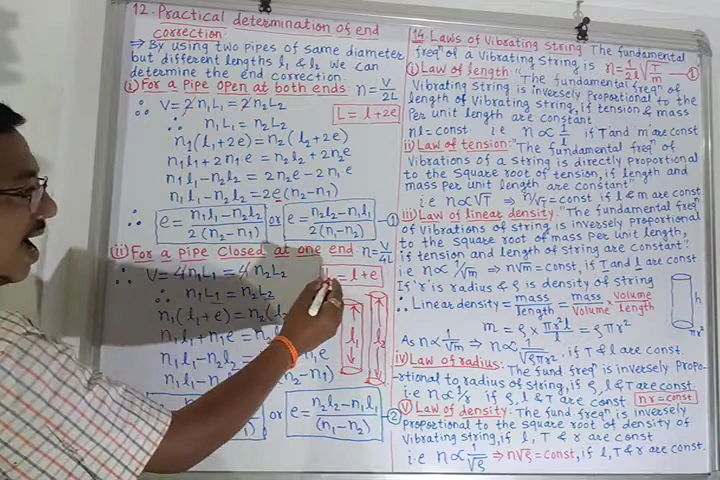 12. Practical determination of end
correction:
⇒ By using two pipes of same diameter
but different lengths l₁ & l₂ we can
determine the end correction.
(i) For a pipe open at both ends n = V/2L
∴ V = 2n₁L₁ = 2n₂L₂
L = l + 2e
∴ n₁L₁ = n₂L₂
n₁(l₁+2e) = n₂(l₂+2e)
n₁l₁ + 2n₁e = n₂l₂ + 2n₂e
n₁l₁ - n₂l₂ = 2n₂e - 2n₁e
n₁l₁ - n₂l₂ = 2e(n₂-n₁)
∴ e = n₁l₁-n₂l₂/2(n₂-n₁) or e = n₂l₂-n₁l₁/2(n₁-n₂) ①
(ii) For a pipe closed at one end n = V/4L
∴ V = 4n₁L₁ = 4n₂L₂
= l + e
∴ n₁L₁ = n₂L₂
n₁(l₁+e) = n₂(l₂
n₁l₁ + n₁e = n₂
l₁ l₂
n₁l₁ - n₂l₂ = n₁e
n₁l₁ - n₂l (n₂-n₁)
or e = n₂l₂-n₁l₁/(n₁-n₂) ②
14 Laws of Vibrating String The fundamental
freqⁿ of a Vibrating string is n = 1/2l √T/m ①
(i) Law of length: "The fundamental freqⁿ of
Vibrating string is inversely proportional to the
length of Vibrating string, if tension & mass
Per unit length are constant
nl = const. i.e n ∝ 1/l if T and 'm' are const
(ii) Law of tension: "The fundamental freqⁿ of
Vibrations of a string is directly proportional
to the square root of tension, if length and
mass per unit length are constant"
i.e n ∝ √T ⇒ n/√T = const, if l & m are const.
(iii) Law of linear density: "The fundamental freqⁿ
of Vibrations of string is inversely proportional
to the square root of mass per unit length,
if tension and length of string are constant"
i.e n ∝ 1/√m ⇒ n√m = const, if T and l are const.
If 'r' is radius & ρ is density of string
∴ Linear density = mass/length = mass/Volume × volume/length
h
m = ρ × πr²l/l = ρπr²
πr²
As n ∝ 1/√m ⇒ n ∝ 1/√ρπr², if T & l are const.
(iv) Law of radius: The fund freqⁿ is inversely Propo-
-rtional to radius of string, if ρ, l & T are const
i.e n ∝ 1/r if ρ, l & T are const nr = const
(v) Law of density: The fund freqⁿ is inversely
proportional to the square root of density of
Vibrating string, if l, T & r are const
i.e n ∝ 1/√ρ ⇒ n√ρ = const, if l, T & r are const.